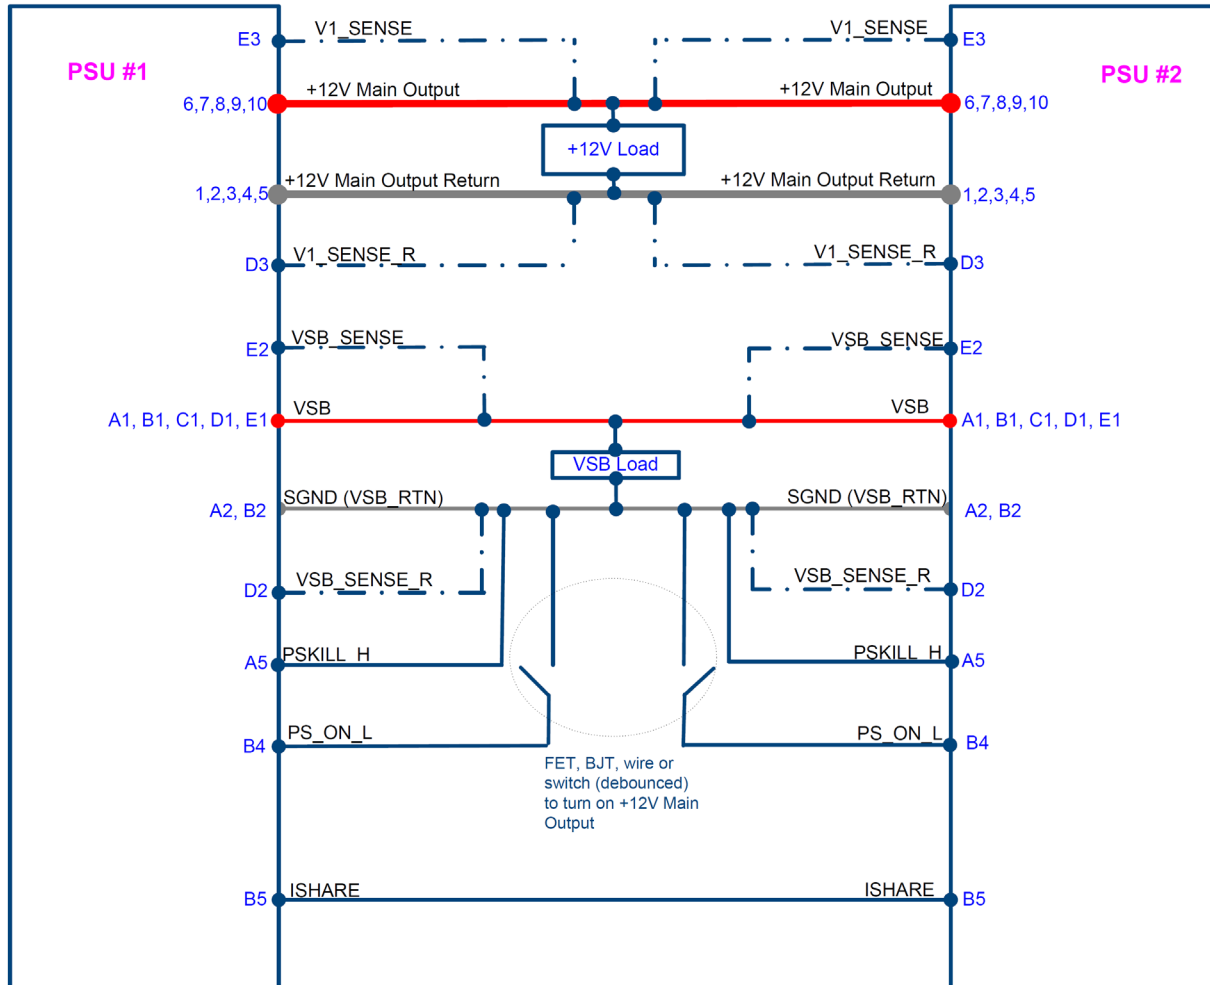 E3 V1_SENSE V1_SENSE E3
PSU #1 PSU #2
+12V Main Output +12V Main Output
6,7,8,9,10 6,7,8,9,10
+12V Load
+12V Main Output Return +12V Main Output Return
1,2,3,4,5 1,2,3,4,5
D3 V1_SENSE_R V1_SENSE_R D3
VSB_SENSE VSB_SENSE
E2 E2
VSB VSB
A1, B1, C1, D1, E1 A1, B1, C1, D1, E1
VSB Load
SGND (VSB_RTN) SGND (VSB_RTN)
A2, B2 A2, B2
VSB_SENSE_R VSB_SENSE_R
D2 D2
PSKILL_H PSKILL_H
A5 A5
PS_ON_L PS_ON_L
B4 B4
FET, BJT, wire or
switch (debounced)
to turn on +12V Main
Output
B5 ISHARE ISHARE B5